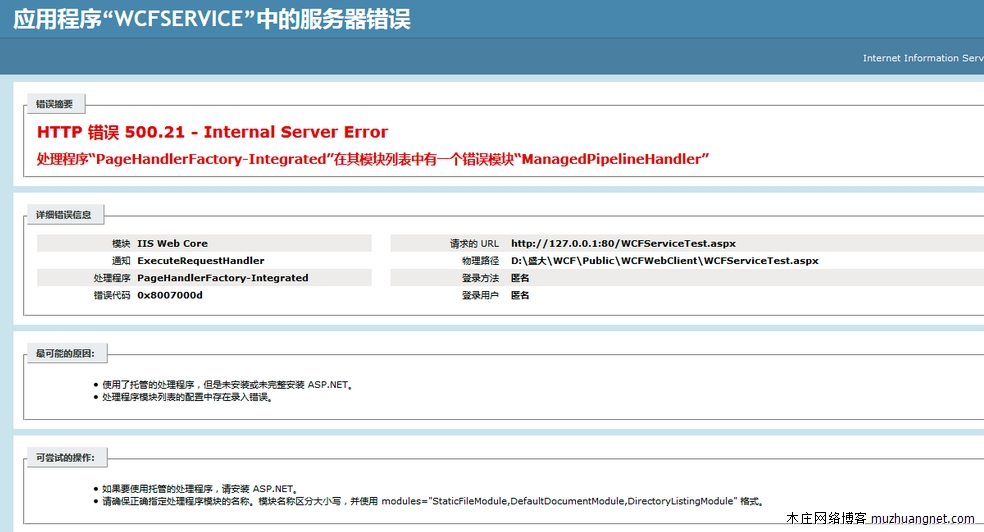 应用程序“WCFSERVICE”中的服务器错误
Internet Information Serv
错误摘要
HTTP 错误 500.21 - Internal Server Error
处理程序“PageHandlerFactory-Integrated”在其模块列表中有一个错误模块“ManagedPipelineHandler”
详细错误信息
模块 IIS Web Core
通知 ExecuteRequestHandler
处理程序 PageHandlerFactory-Integrated
错误代码 0x8007000d
请求的 URL http://127.0.0.1:80/WCFServiceTest.aspx
物理路径 D:\盛大\WCF\Public\WCFWebClient\WCFServiceTest.aspx
登录方法 匿名
登录用户 匿名
最可能的原因:
使用了托管的处理程序，但是未安装或未完整安装 ASP.NET。
处理程序模块列表的配置中存在录入错误。
可尝试的操作:
如果要使用托管的处理程序，请安装 ASP.NET。
请确保正确指定处理程序模块的名称。模块名称区分大小写，并使用 modules="StaticFileModule,DefaultDocumentModule,DirectoryListingModule" 格式。
木庄网络博客 muzhuangnet.com